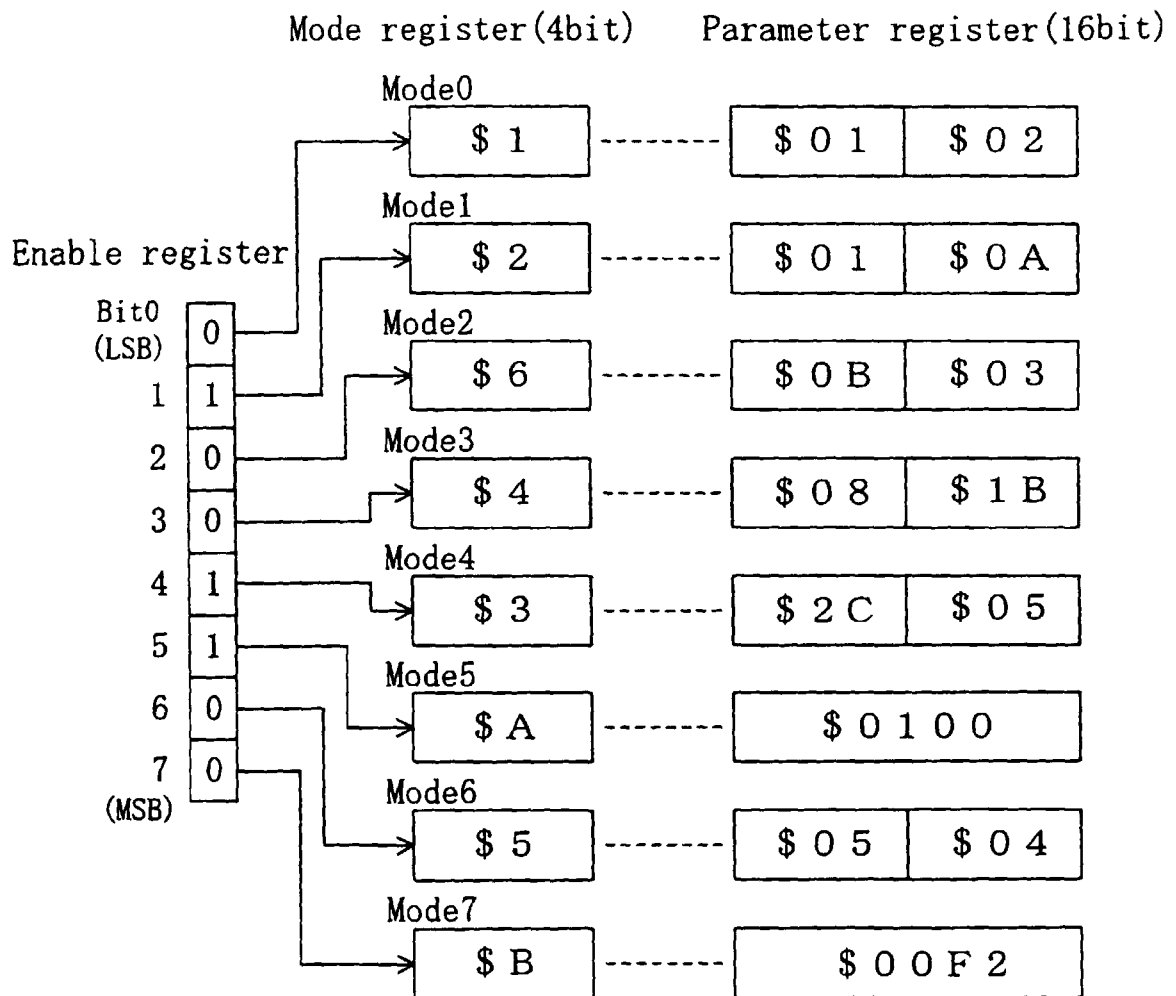 Mode register(4bit) Parameter register(16bit)
Mode0
$1 $01 $02
Mode1
Enable register
$2 $01 $0A
Bit0
(LSB)
0
Mode2
$6 $0B $03
1 1
Mode3
2 0
$4 $08 $1B
3 0
Mode4
4 1
$3 $2C $05
5 1
Mode5
6 0
$A $0100
7 0
(MSB)
Mode6
$5 $05 $04
Mode7
$B $00F2